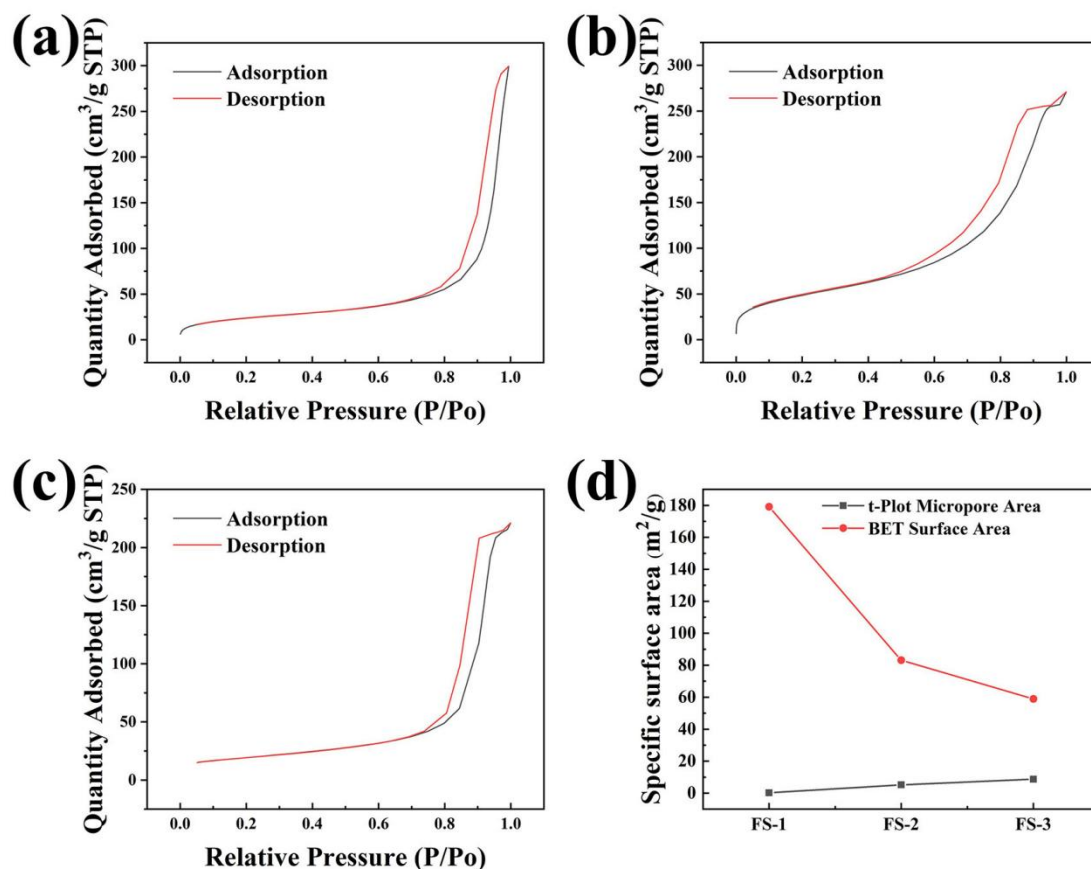 (a)
Quantity Adsorbed (cm³/g STP)
300
250
200
150
100
50
0
Adsorption
Desorption
0.0 0.2 0.4 0.6 0.8 1.0
Relative Pressure (P/Po)
(b)
Quantity Adsorbed (cm³/g STP)
300
250
200
150
100
50
0
Adsorption
Desorption
0.0 0.2 0.4 0.6 0.8 1.0
Relative Pressure (P/Po)
(c)
Quantity Adsorbed (cm³/g STP)
250
200
150
100
50
0
Adsorption
Desorption
0.0 0.2 0.4 0.6 0.8 1.0
Relative Pressure (P/Po)
(d)
Specific surface area (m²/g)
180
160
140
120
100
80
60
40
20
0
t-Plot Micropore Area
BET Surface Area
FS-1 FS-2 FS-3